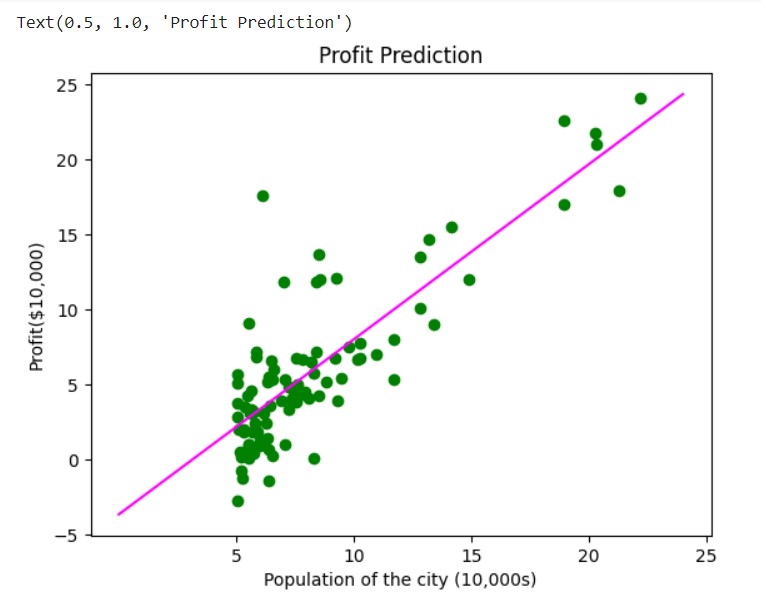 Text(0.5, 1.0, 'Profit Prediction')
Profit Prediction
25
20
15
10
5
0
−5
Profit($10,000)
5 10 15 20 25
Population of the city (10,000s)